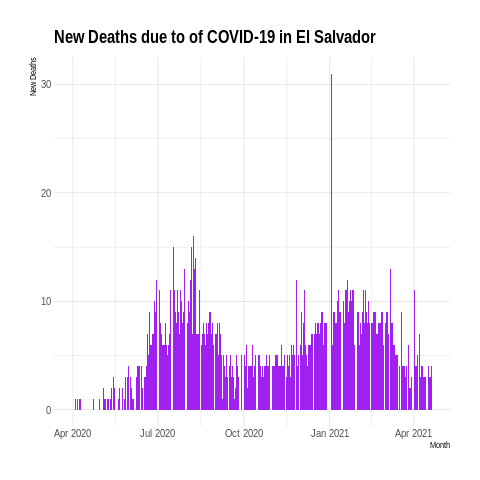 New Deaths due to of COVID-19 in El Salvador
New Deaths
30
20
10
0
Apr 2020 Jul 2020 Oct 2020 Jan 2021 Apr 2021
Month